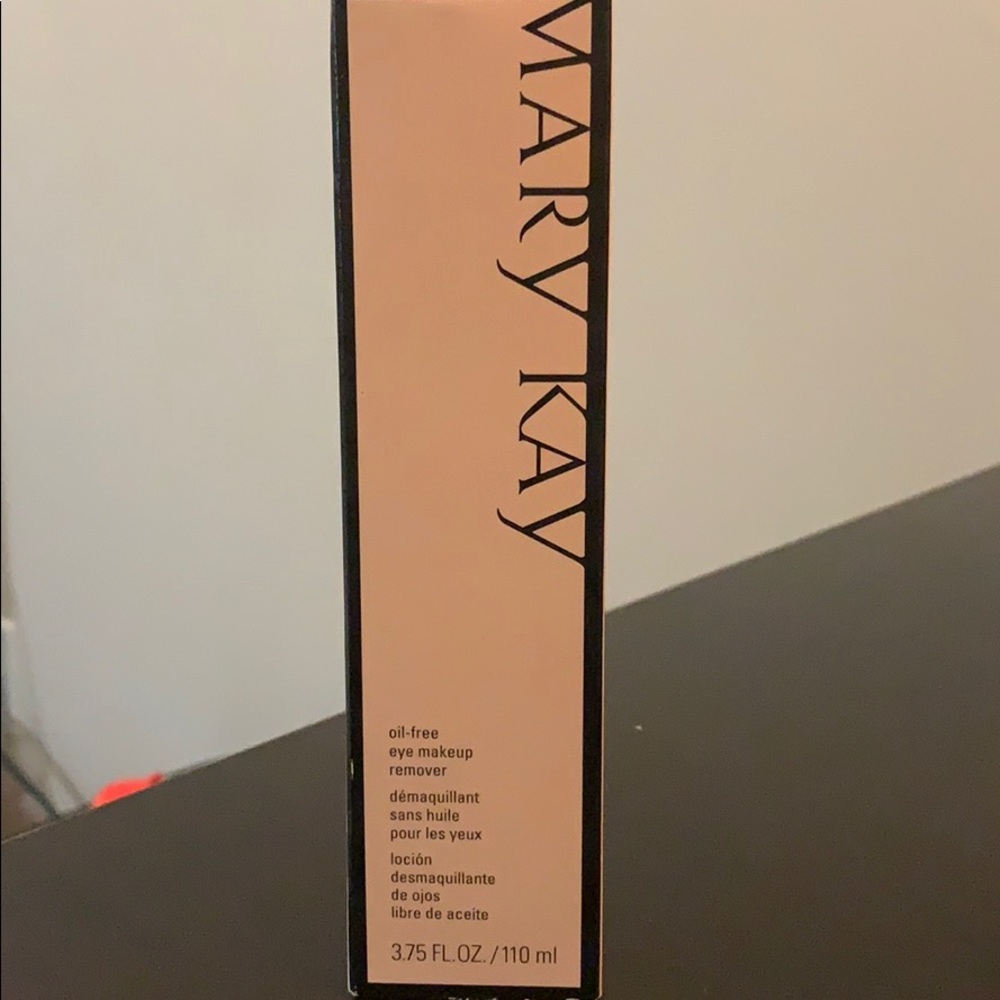 MARY KAY
oil-free
eye makeup
remover
démaquillant
sans huile
pour les yeux
loción
desmaquillante
de ojos
libre de aceite
3.75 FL.OZ. / 110 ml